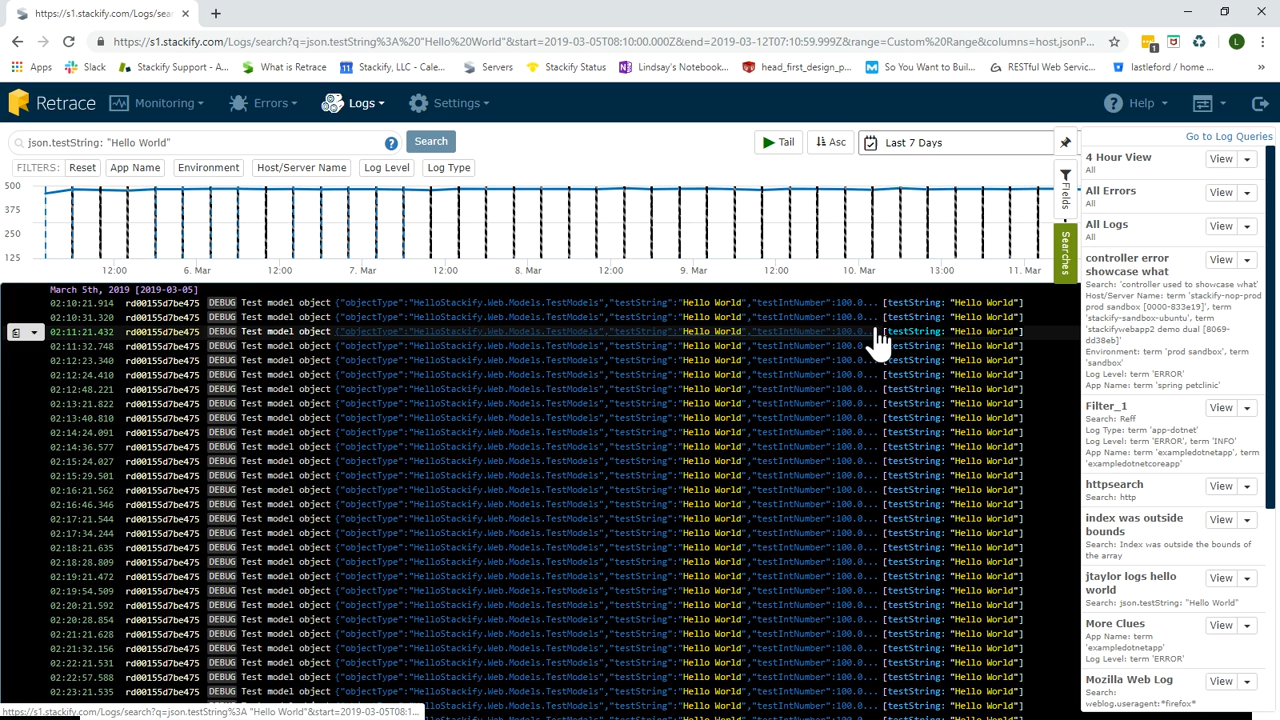 https://s1.stackify.com/Logs/sear
https://s1.stackify.com/Logs/search?q=json.testString%3A%20"Hello%20World"&start=2019-03-05T08:10:00.000Z&end=2019-03-12T07:10:59.999Z&range=Custom%20Range&columns=host,jsonP...
1
L
Apps Slack Stackify Support - A... What is Retrace Stackify, LLC - Cale... Servers Stackify Status Lindsay's Notebook... head_first_design_p... So You Want to Buil... RESTful Web Servic... lastleford / home ... »
Retrace Monitoring Errors Logs Settings Help
json.testString: "Hello World" ? Search Tail Asc Last 7 Days
FILTERS: Reset App Name Environment Host/Server Name Log Level Log Type
500
375
250
125
12:00 6. Mar 12:00 7. Mar 12:00 8. Mar 12:00 9. Mar 12:00 10. Mar 13:00 11. Mar
Fields
Searches
March 5th, 2019 [2019-03-05]
02:10:21.914 rd00155d7be475 DEBUG Test model object {"objectType":"HelloStackify.Web.Models.TestModels","testString":"Hello World","testIntNumber":100.0... [testString: "Hello World"]
02:10:31.320 rd00155d7be475 DEBUG Test model object {"objectType":"HelloStackify.Web.Models.TestModels","testString":"Hello World","testIntNumber":100.0... [testString: "Hello World"]
02:11:21.432 rd00155d7be475 DEBUG Test model object {"objectType":"HelloStackify.Web.Models.TestModels","testString":"Hello World","testIntNumber":100.0... [testString: "Hello World"]
02:11:32.748 rd00155d7be475 DEBUG Test model object {"objectType":"HelloStackify.Web.Models.TestModels","testString":"Hello World","testIntNumber":100.0... testString: "Hello World"]
02:12:23.340 rd00155d7be475 DEBUG Test model object {"objectType":"HelloStackify.Web.Models.TestModels","testString":"Hello World","testIntNumber":100.0... [testString: "Hello World"]
02:12:24.410 rd00155d7be475 DEBUG Test model object {"objectType":"HelloStackify.Web.Models.TestModels","testString":"Hello World","testIntNumber":100.0... [testString: "Hello World"]
02:12:48.221 rd00155d7be475 DEBUG Test model object {"objectType":"HelloStackify.Web.Models.TestModels","testString":"Hello World","testIntNumber":100.0... [testString: "Hello World"]
02:13:21.822 rd00155d7be475 DEBUG Test model object {"objectType":"HelloStackify.Web.Models.TestModels","testString":"Hello World","testIntNumber":100.0... [testString: "Hello World"]
02:13:40.810 rd00155d7be475 DEBUG Test model object {"objectType":"HelloStackify.Web.Models.TestModels","testString":"Hello World","testIntNumber":100.0... [testString: "Hello World"]
02:14:24.091 rd00155d7be475 DEBUG Test model object {"objectType":"HelloStackify.Web.Models.TestModels","testString":"Hello World","testIntNumber":100.0... [testString: "Hello World"]
02:14:36.577 rd00155d7be475 DEBUG Test model object {"objectType":"HelloStackify.Web.Models.TestModels","testString":"Hello World","testIntNumber":100.0... [testString: "Hello World"]
02:15:24.027 rd00155d7be475 DEBUG Test model object {"objectType":"HelloStackify.Web.Models.TestModels","testString":"Hello World","testIntNumber":100.0... [testString: "Hello World"]
02:15:29.501 rd00155d7be475 DEBUG Test model object {"objectType":"HelloStackify.Web.Models.TestModels","testString":"Hello World","testIntNumber":100.0... [testString: "Hello World"]
02:16:21.562 rd00155d7be475 DEBUG Test model object {"objectType":"HelloStackify.Web.Models.TestModels","testString":"Hello World","testIntNumber":100.0... [testString: "Hello World"]
02:16:46.346 rd00155d7be475 DEBUG Test model object {"objectType":"HelloStackify.Web.Models.TestModels","testString":"Hello World","testIntNumber":100.0... [testString: "Hello World"]
02:17:21.544 rd00155d7be475 DEBUG Test model object {"objectType":"HelloStackify.Web.Models.TestModels","testString":"Hello World","testIntNumber":100.0... [testString: "Hello World"]
02:17:34.244 rd00155d7be475 DEBUG Test model object {"objectType":"HelloStackify.Web.Models.TestModels","testString":"Hello World","testIntNumber":100.0... [testString: "Hello World"]
02:18:21.635 rd00155d7be475 DEBUG Test model object {"objectType":"HelloStackify.Web.Models.TestModels","testString":"Hello World","testIntNumber":100.0... [testString: "Hello World"]
02:18:28.809 rd00155d7be475 DEBUG Test model object {"objectType":"HelloStackify.Web.Models.TestModels","testString":"Hello World","testIntNumber":100.0... [testString: "Hello World"]
02:19:21.472 rd00155d7be475 DEBUG Test model object {"objectType":"HelloStackify.Web.Models.TestModels","testString":"Hello World","testIntNumber":100.0... [testString: "Hello World"]
02:19:54.509 rd00155d7be475 DEBUG Test model object {"objectType":"HelloStackify.Web.Models.TestModels","testString":"Hello World","testIntNumber":100.0... [testString: "Hello World"]
02:20:21.592 rd00155d7be475 DEBUG Test model object {"objectType":"HelloStackify.Web.Models.TestModels","testString":"Hello World","testIntNumber":100.0... [testString: "Hello World"]
02:20:28.854 rd00155d7be475 DEBUG Test model object {"objectType":"HelloStackify.Web.Models.TestModels","testString":"Hello World","testIntNumber":100.0... [testString: "Hello World"]
02:21:21.628 rd00155d7be475 DEBUG Test model object {"objectType":"HelloStackify.Web.Models.TestModels","testString":"Hello World","testIntNumber":100.0... [testString: "Hello World"]
02:21:32.156 rd00155d7be475 DEBUG Test model object {"objectType":"HelloStackify.Web.Models.TestModels","testString":"Hello World","testIntNumber":100.0... [testString: "Hello World"]
02:22:21.531 rd00155d7be475 DEBUG Test model object {"objectType":"HelloStackify.Web.Models.TestModels","testString":"Hello World","testIntNumber":100.0... [testString: "Hello World"]
02:22:57.588 rd00155d7be475 DEBUG Test model object {"objectType":"HelloStackify.Web.Models.TestModels","testString":"Hello World","testIntNumber":100.0... [testString: "Hello World"]
02:23:21.535 rd00155d7be475 DEBUG Test model object {"objectType":"HelloStackify.Web.Models.TestModels","testString":"Hello World","testIntNumber":100.0... [testString: "Hello World"]
https://s1.stackify.com/Logs/search?q=json.testString%3A "Hello World"&start=2019-03-05T08:1...
Go to Log Queries
4 Hour View View
All
All Errors View
All
All Logs View
All
controller error View
showcase what
Search: 'controller used to showcase what'
Host/Server Name: term 'stackify-nop-prod
prod sandbox [0000-833e19]', term
'stackify-sandbox-ubuntu', term
'stackifywebapp2 demo dual [8069-
dd38eb]'
Environment: term 'prod sandbox', term
'sandbox'
Log Level: term 'ERROR'
App Name: term 'spring petclinic'
Filter_1 View
Search: Reff
Log Type: term 'app-dotnet'
Log Level: term 'ERROR', term 'INFO'
App Name: term 'exampledotnetapp', term
'exampledotnetcoreapp'
httpsearch View
Search: http
index was outside View
bounds
Search: Index was outside the bounds of
the array
jtaylor logs hello View
world
Search: json.testString: "Hello World"
More Clues View
App Name: term
'exampledotnetapp'
Log Level: term 'ERROR'
Mozilla Web Log View
Search:
weblog.useragent:*firefox*